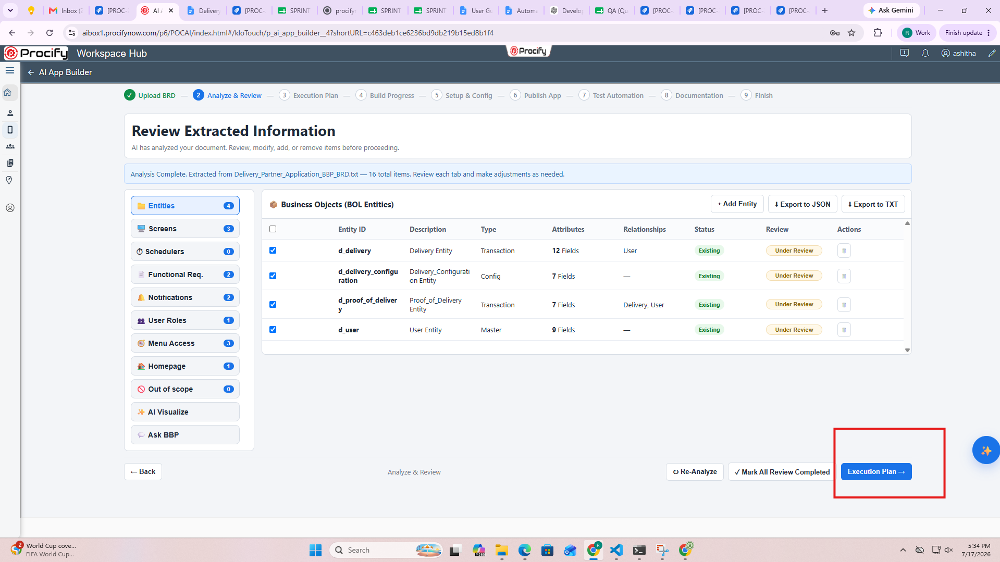 Inbox (2
[PROC-
AI A
Delivery
[PROC-
SPRINT
procifyn
SPRINT
SPRINT
User Gu
Automa
Develop
QA (Qu
[PROC-
[PROC-
[PROC-
[PROC-
Ask Gemini
aibox1.procifynow.com/p6/POCAI/index.html#/kloTouch/p_ai_app_builder__4?shortURL=c463deb1ce6236bd9db219b15ed8b1f4
R Work
Finish update
Procify Workspace Hub
Procify
ashitha
← AI App Builder
✓ Upload BRD — 2 Analyze & Review — 3 Execution Plan — 4 Build Progress — 5 Setup & Config — 6 Publish App — 7 Test Automation — 8 Documentation — 9 Finish
Review Extracted Information
AI has analyzed your document. Review, modify, add, or remove items before proceeding.
Analysis Complete. Extracted from Delivery_Partner_Application_BBP_BRD.txt — 16 total items. Review each tab and make adjustments as needed.
Entities 4
Screens 3
Schedulers 0
Functional Req. 2
Notifications 2
User Roles 1
Menu Access 3
Homepage 1
Out of scope 0
AI Visualize
Ask BBP
Business Objects (BOL Entities)
+ Add Entity
⬇ Export to JSON
⬇ Export to TXT
Entity ID Description Type Attributes Relationships Status Review Actions
d_delivery Delivery Entity Transaction 12 Fields User Existing Under Review
d_delivery_configu
ration
Delivery_Configurati
on Entity
Config 7 Fields — Existing Under Review
d_proof_of_deliver
y
Proof_of_Delivery
Entity
Transaction 7 Fields Delivery, User Existing Under Review
d_user User Entity Master 9 Fields — Existing Under Review
← Back
Analyze & Review
↻ Re-Analyze
✓ Mark All Review Completed
Execution Plan →
2
World Cup cove...
FIFA World Cup...
Search
M365
R
5:34 PM
7/17/2026